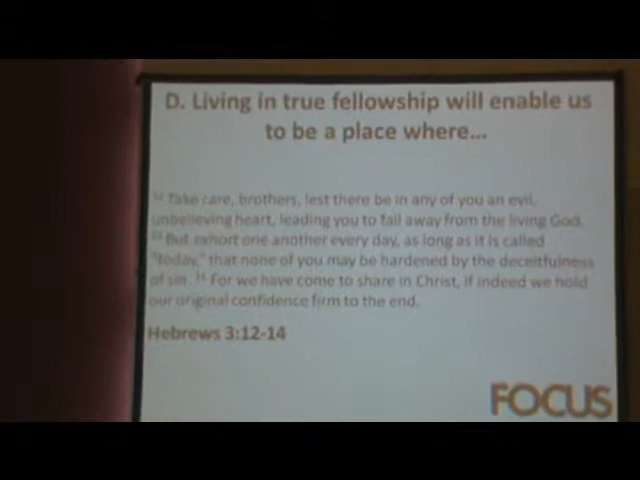 D. Living in true fellowship will enable us
to be a place where...
12 Take care, brothers, lest there be in any of you an evil,
unbelieving heart, leading you to fall away from the living God.
13 But exhort one another every day, as long as it is called
"today," that none of you may be hardened by the deceitfulness
of sin. 14 For we have come to share in Christ, if indeed we hold
our original confidence firm to the end.
Hebrews 3:12-14
FOCUS